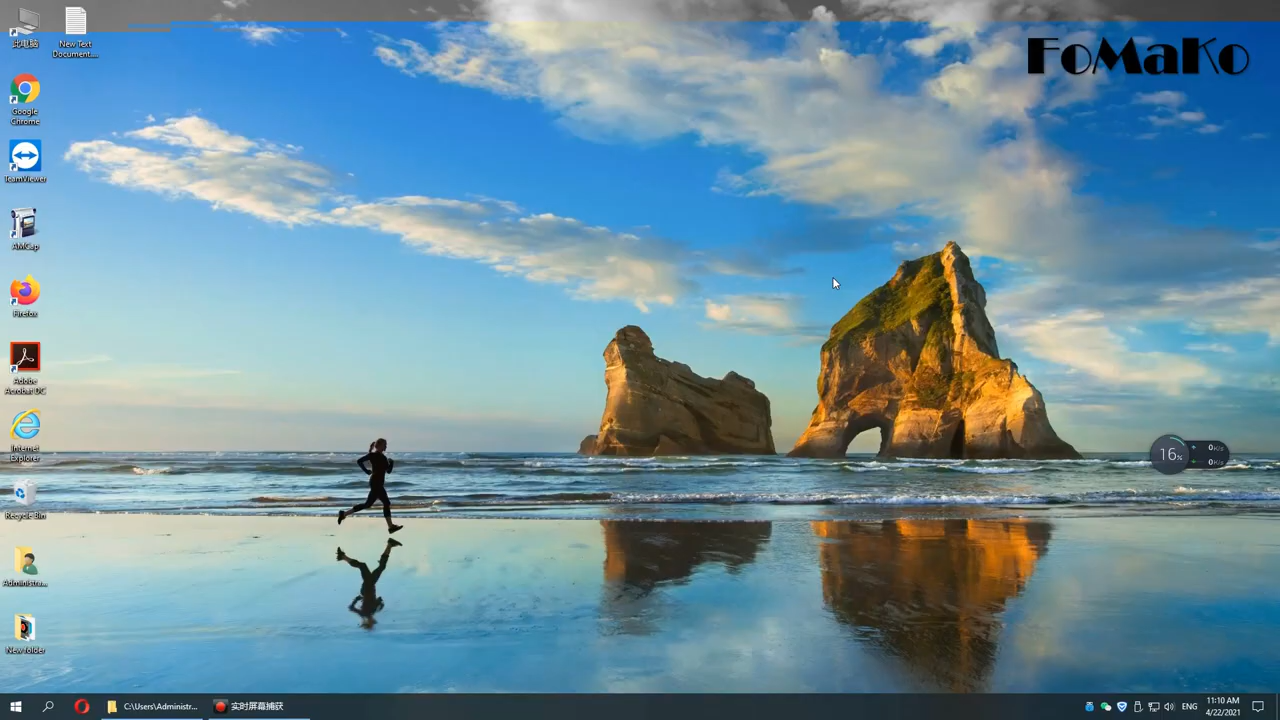 FoMaKo
此电脑
New Text
Document....
Google
Chrome
TeamViewer
AMCap
Firefox
Adobe
Acrobat DC
Internet
Explorer
Recycle Bin
Administra...
New folder
16%
0K/s
0K/s
C:\Users\Administr...
实时屏幕捕获
ENG
11:10 AM
4/22/2021